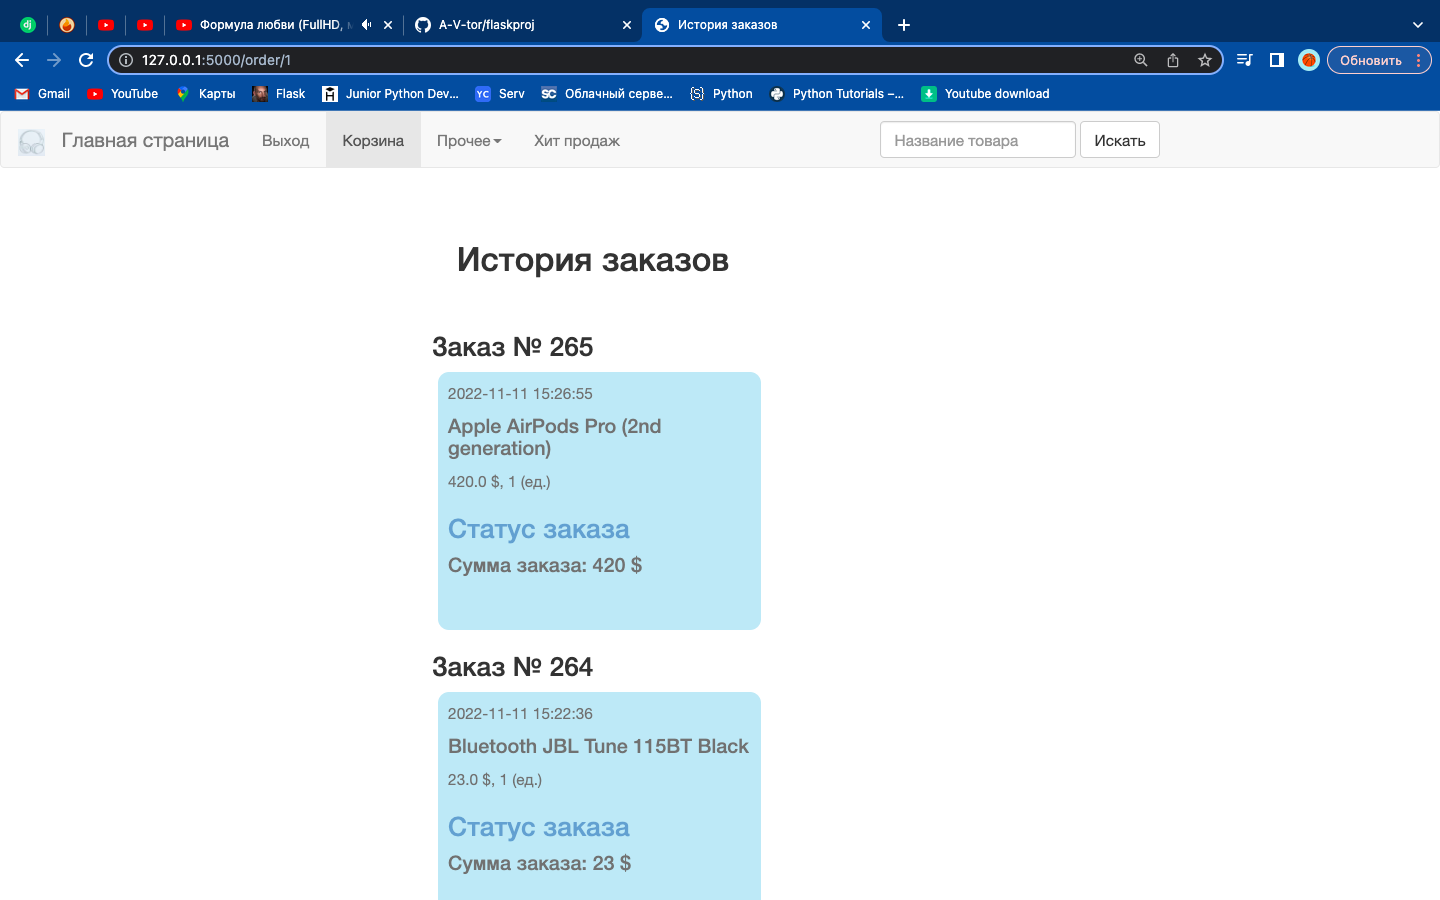 Формула любви (FullHD,
A-V-tor/flaskproj
История заказов
127.0.0.1:5000/order/1
Обновить
Gmail
YouTube
Карты
Flask
Junior Python Dev...
YC
Serv
SC
Облачный серве...
Python
Python Tutorials –...
Youtube download
Главная страница
Выход
Корзина
Прочее
Хит продаж
Название товара
Искать
История заказов
Заказ № 265
2022-11-11 15:26:55
Apple AirPods Pro (2nd
generation)
420.0 $, 1 (ед.)
Статус заказа
Сумма заказа: 420 $
Заказ № 264
2022-11-11 15:22:36
Bluetooth JBL Tune 115BT Black
23.0 $, 1 (ед.)
Статус заказа
Сумма заказа: 23 $